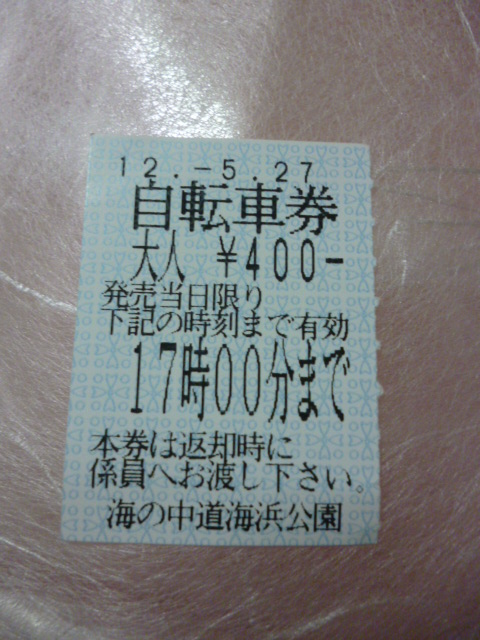 12.-5.27
自転車券
大人 ¥400-
発売当日限り
下記の時刻まで有効
17時00分まで
本券は返却時に
係員へお渡し下さい。
海の中道海浜公園